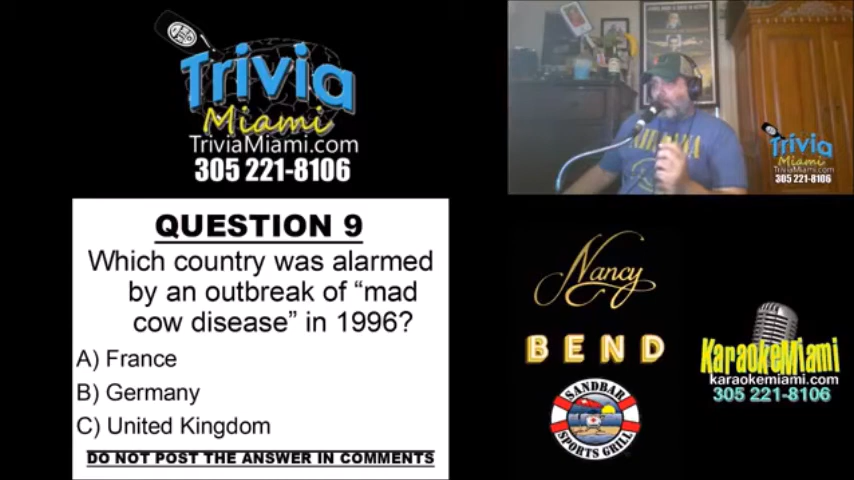 Trivia
Miami
TriviaMiami.com
305 221-8106
QUESTION 9
Which country was alarmed
by an outbreak of “mad
cow disease” in 1996?
A) France
B) Germany
C) United Kingdom
DO NOT POST THE ANSWER IN COMMENTS
Trivia
Miami
TriviaMiami.com
305 221-8106
Nancy
BEND
SANDBAR
SPORTS GRILL
KaraokeMiami
karaokemiami.com
305 221-8106